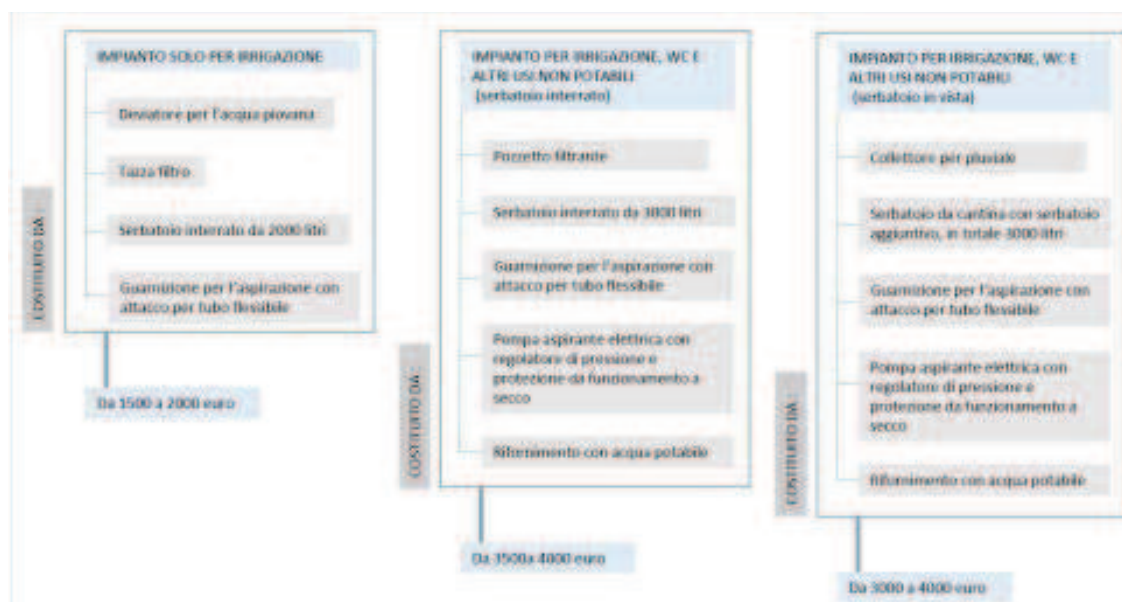 IMPIANTO SOLO PER IRRIGAZIONE
Deviatore per l'acqua piovana
Tazza filtro
Serbatoio interrato da 2000 litri
Guarnizione per l'aspirazione con
attacco per tubo flessibile
COSTITUITO DA:
Da 1500 a 2000 euro
IMPIANTO PER IRRIGAZIONE, WC E
ALTRI USI NON POTABILI
(serbatoio interrato)
Pozzetto filtrante
Serbatoio interrato da 3000 litri
Guarnizione per l'aspirazione con
attacco per tubo flessibile
Pompa aspirante elettrica con
regolatore di pressione e
protezione da funzionamento a
secco
Rifornimento con acqua potabile
COSTITUITO DA:
Da 3500a 4000 euro
IMPIANTO PER IRRIGAZIONE, WC E
ALTRI USI NON POTABILI
(serbatoio in vista)
Collettore per pluviale
Serbatoio da cantina con serbatoio
aggiuntivo, in totale 3000 litri
Guarnizione per l'aspirazione con
attacco per tubo flessibile
Pompa aspirante elettrica con
regolatore di pressione e
protezione da funzionamento a
secco
Rifornimento con acqua potabile
COSTITUITO DA:
Da 3000 a 4000 euro